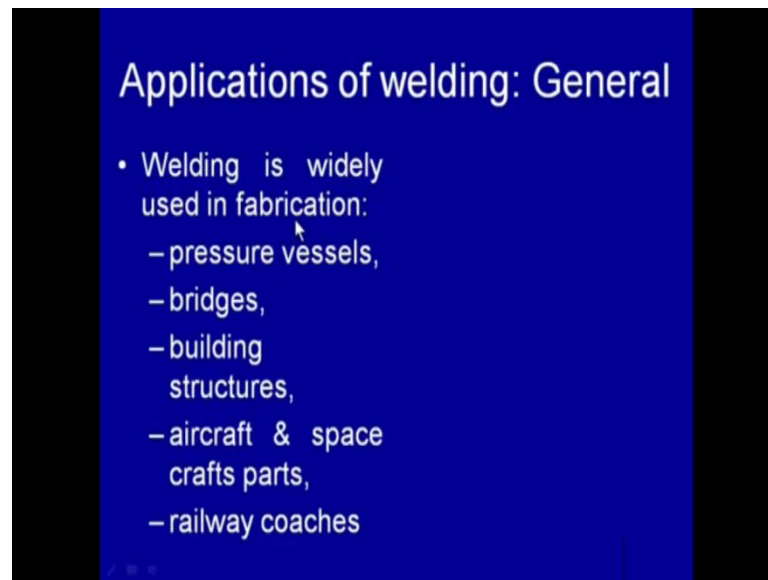 Applications of welding: General
• Welding is widely
used in fabrication:
– pressure vessels,
– bridges,
– building
structures,
– aircraft & space
crafts parts,
– railway coaches